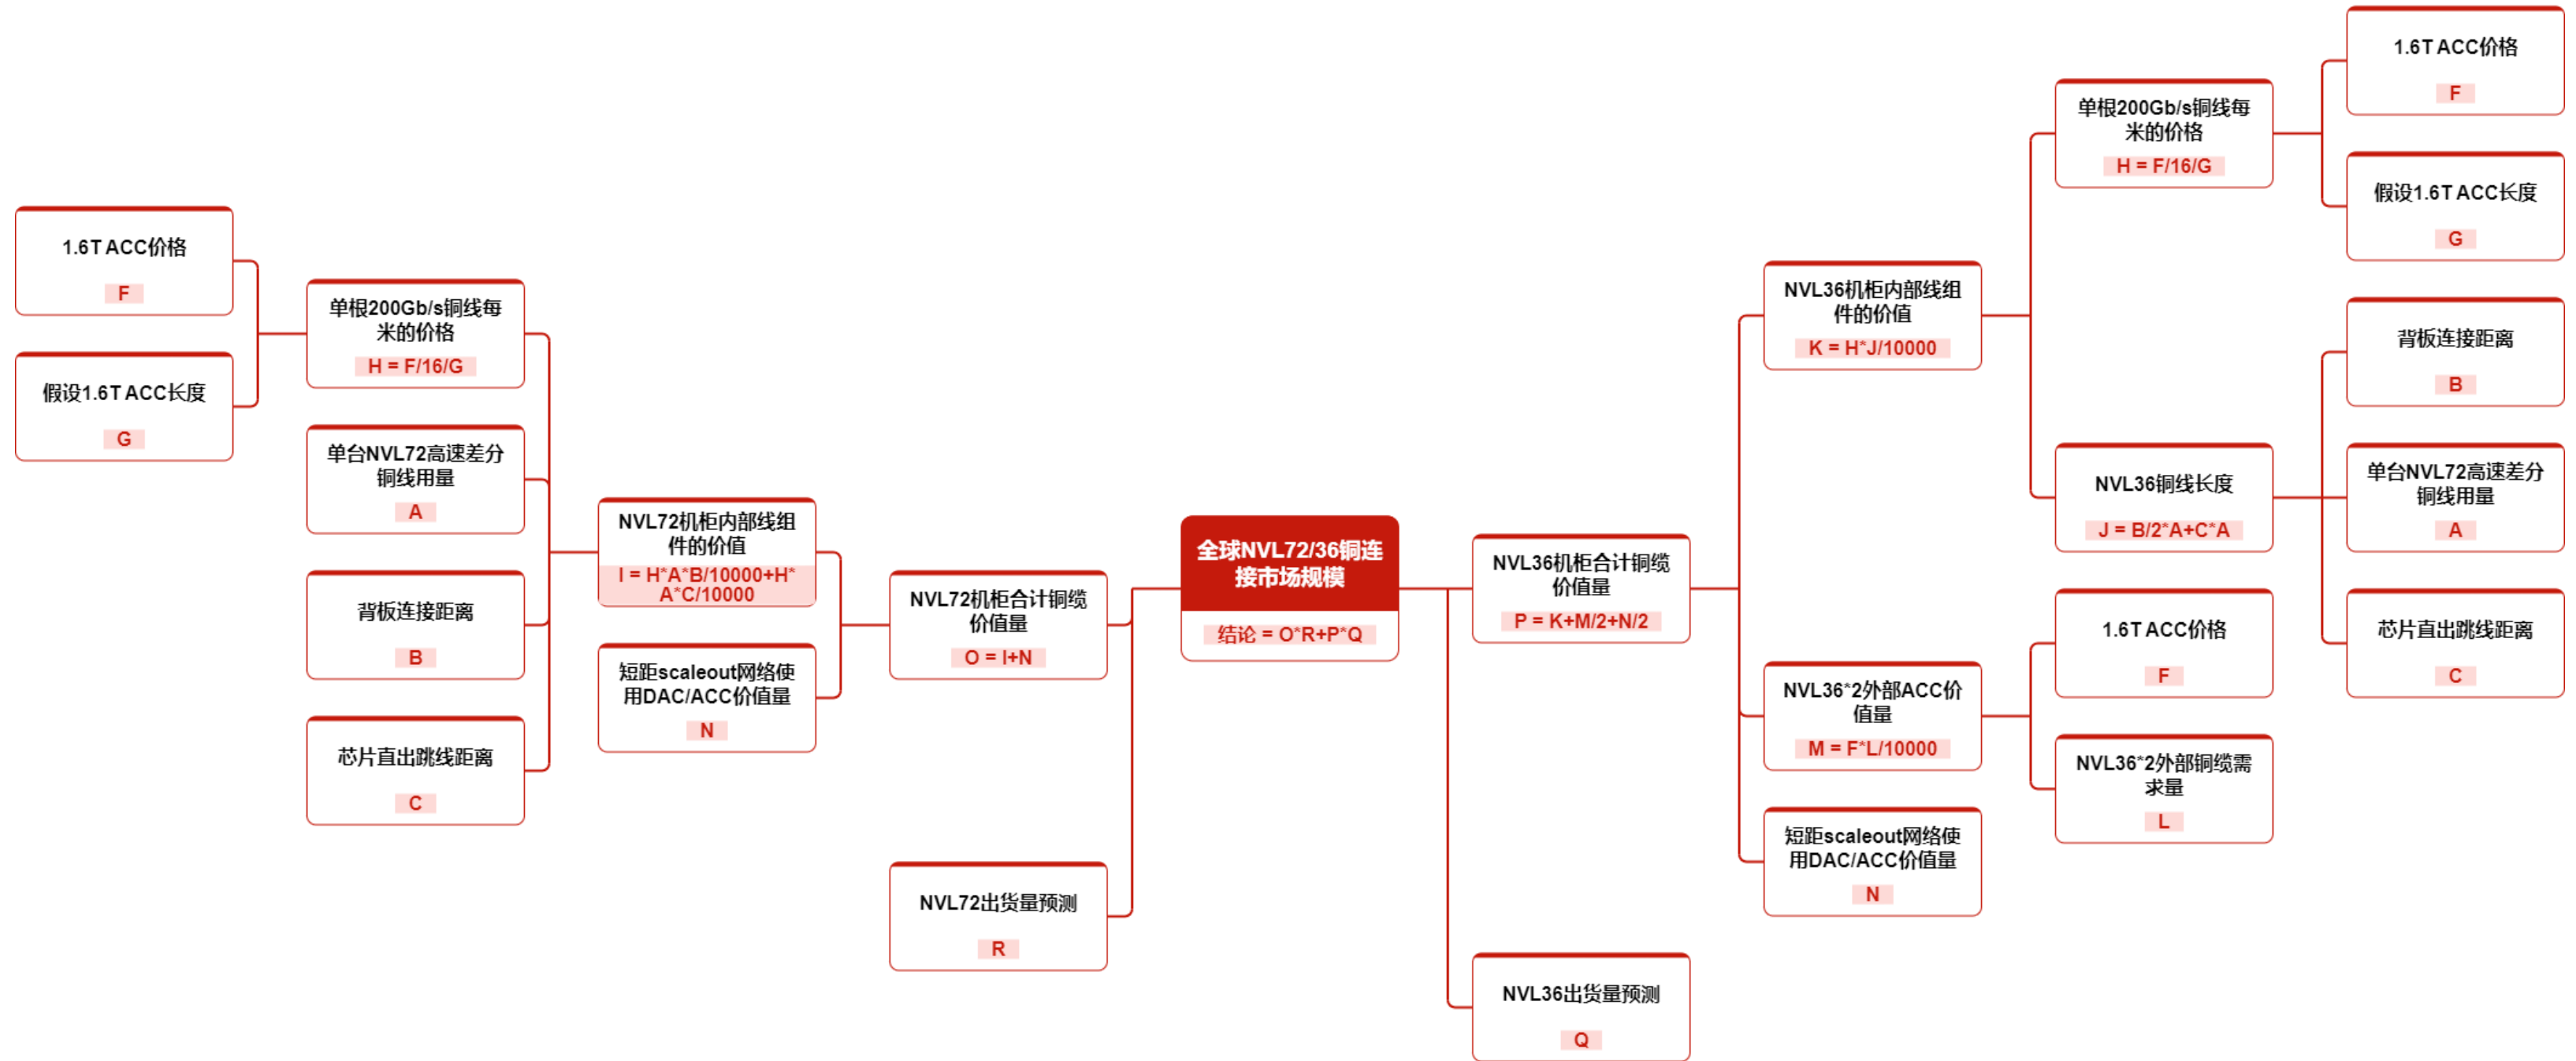 1.6T ACC价格
F
假设1.6T ACC长度
G
单根200Gb/s铜线每
米的价格
H = F/16/G
单台NVL72高速差分
铜线用量
A
背板连接距离
B
芯片直出跳线距离
C
NVL72机柜内部线组
件的价值
I = H*A*B/10000+H*
A*C/10000
短距scaleout网络使
用DAC/ACC价值量
N
NVL72机柜合计铜缆
价值量
O = I+N
NVL72出货量预测
R
全球NVL72/36铜连
接市场规模
结论 = O*R+P*Q
NVL36机柜合计铜缆
价值量
P = K+M/2+N/2
NVL36出货量预测
Q
NVL36机柜内部线组
件的价值
K = H*J/10000
NVL36*2外部ACC价
值量
M = F*L/10000
短距scaleout网络使
用DAC/ACC价值量
N
单根200Gb/s铜线每
米的价格
H = F/16/G
NVL36铜线长度
J = B/2*A+C*A
1.6T ACC价格
F
NVL36*2外部铜缆需
求量
L
1.6T ACC价格
F
假设1.6T ACC长度
G
背板连接距离
B
单台NVL72高速差分
铜线用量
A
芯片直出跳线距离
C